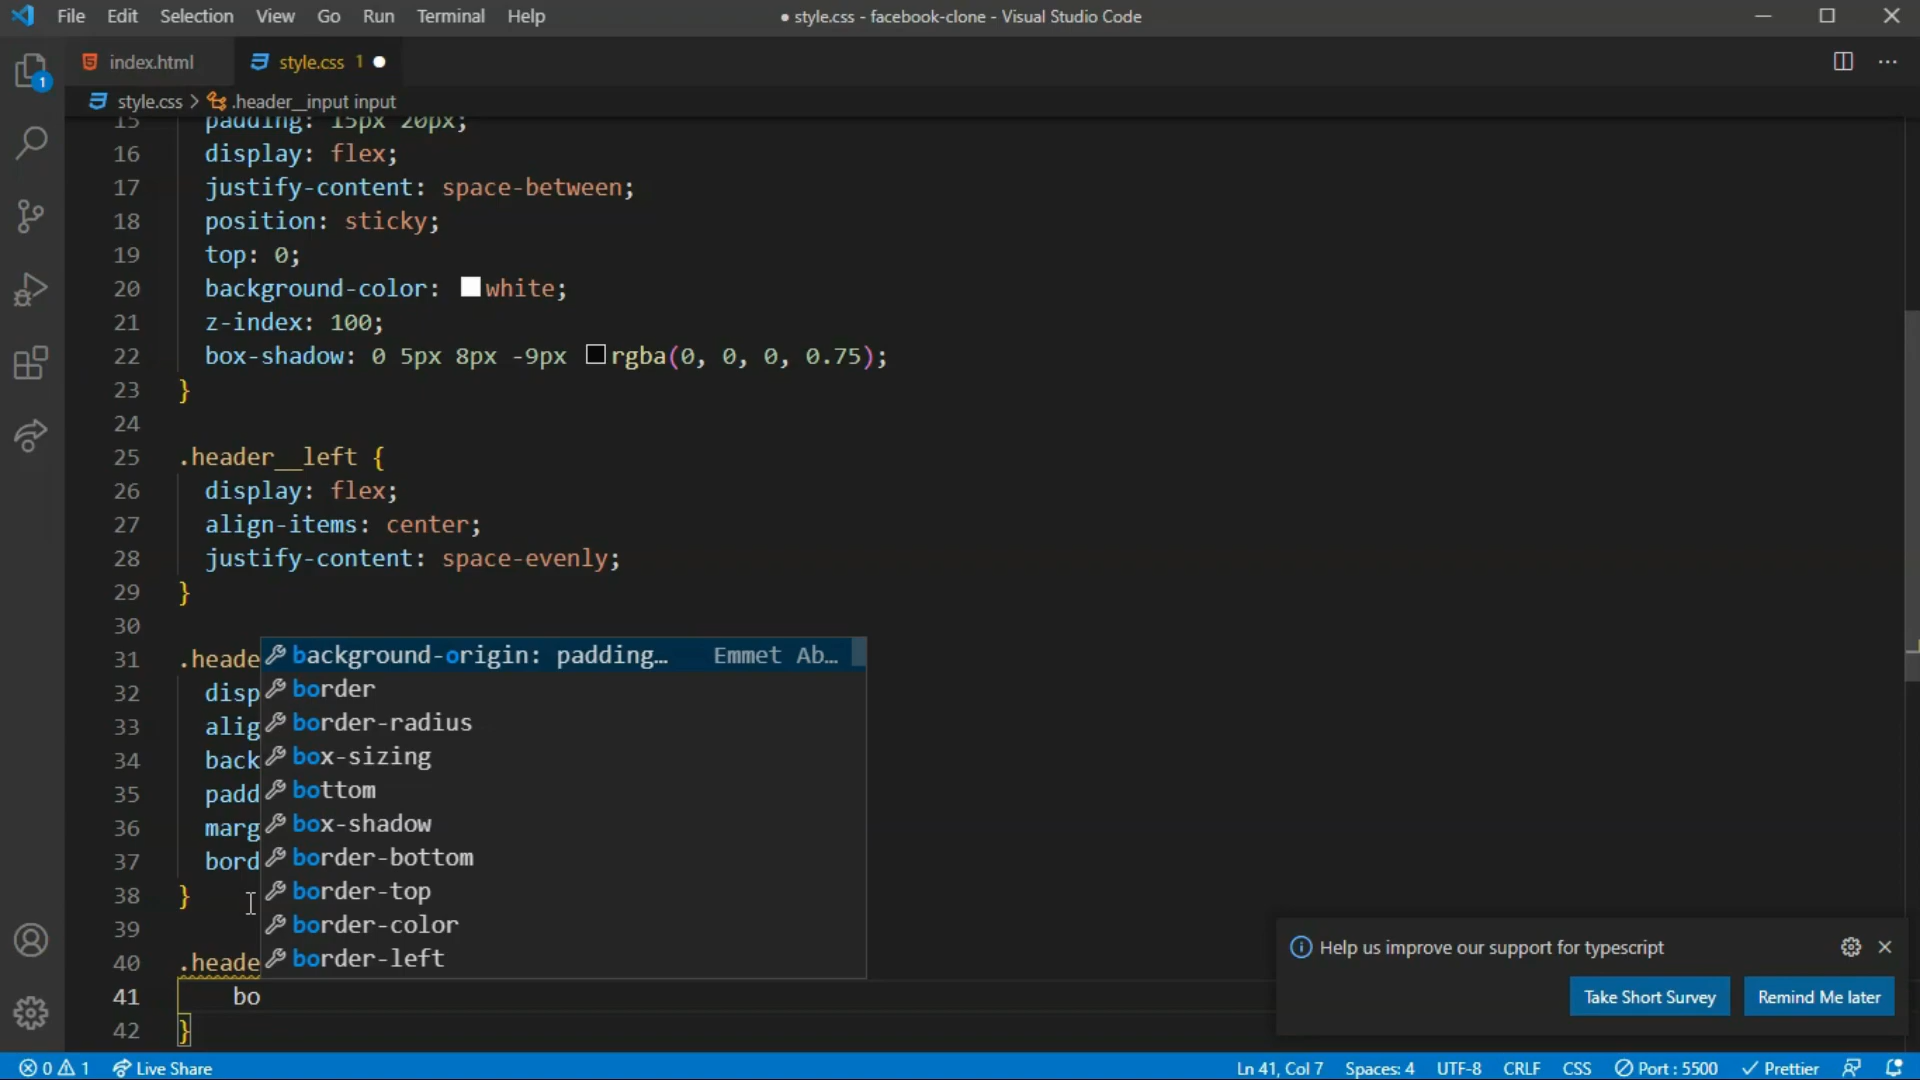 File Edit Selection View Go Run Terminal Help
● style.css - facebook-clone - Visual Studio Code
index.html
style.css 1 ●
style.css > .header__input input
15 padding: 15px 20px;
16 display: flex;
17 justify-content: space-between;
18 position: sticky;
19 top: 0;
20 background-color: white;
21 z-index: 100;
22 box-shadow: 0 5px 8px -9px rgba(0, 0, 0, 0.75);
23 }
24
25 .header__left {
26 display: flex;
27 align-items: center;
28 justify-content: space-evenly;
29 }
30
31 .heade
background-origin: padding… Emmet Ab…
32 disp
border
border-radius
33 alig
box-sizing
34 back
bottom
35 padd
box-shadow
36 marg
border-bottom
37 bord
border-top
38 }
border-color
39
border-left
40 .heade
41 bo
42 }
1
Help us improve our support for typescript
Take Short Survey
Remind Me later
0 1 Live Share
Ln 41, Col 7 Spaces: 4 UTF-8 CRLF CSS Port : 5500 Prettier